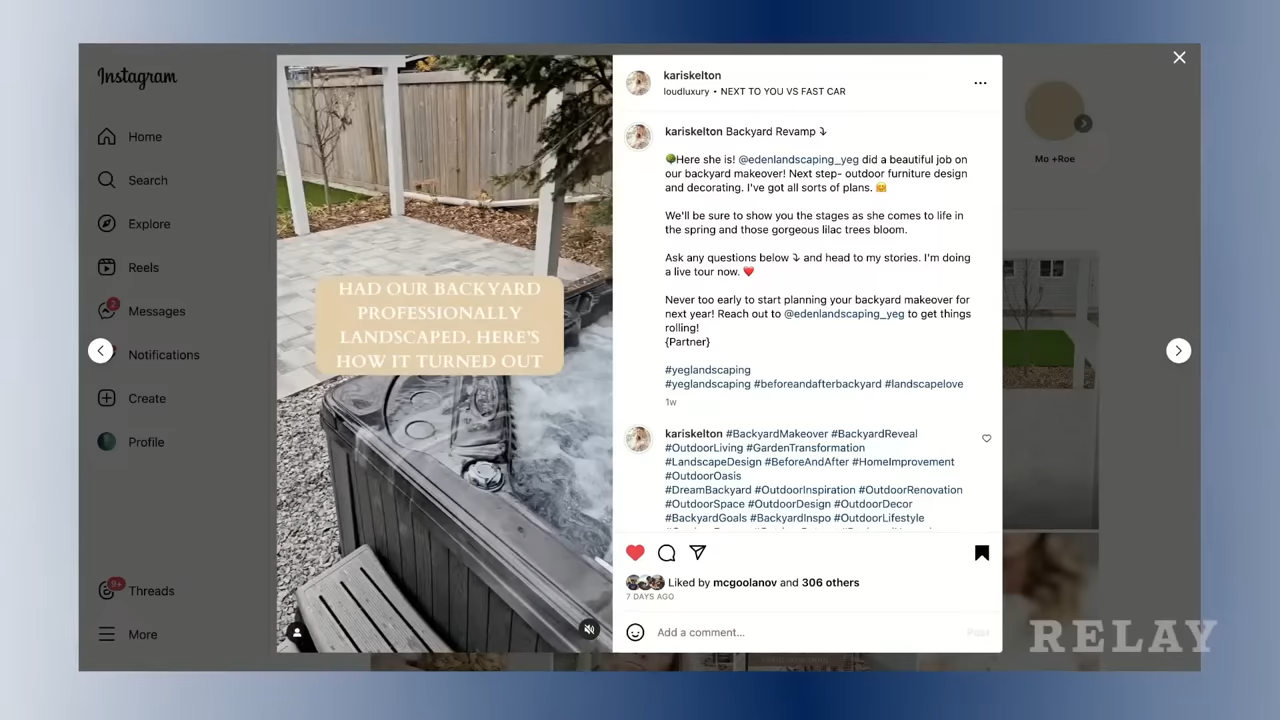 Instagram
Home
Search
Explore
Reels
2
Messages
Notifications
Create
Profile
9+
Threads
More
HAD OUR BACKYARD
PROFESSIONALLY
LANDSCAPED. HERE'S
HOW IT TURNED OUT
kariskelton
loudluxury • NEXT TO YOU VS FAST CAR
kariskelton Backyard Revamp ⤵
🌳Here she is! @edenlandscaping_yeg did a beautiful job on
our backyard makeover! Next step- outdoor furniture design
and decorating. I've got all sorts of plans. 🤗
We'll be sure to show you the stages as she comes to life in
the spring and those gorgeous lilac trees bloom.
Ask any questions below ⤵ and head to my stories. I'm doing
a live tour now. ❤️
Never too early to start planning your backyard makeover for
next year! Reach out to @edenlandscaping_yeg to get things
rolling!
{Partner}
#yeglandscaping
#yeglandscaping #beforeandafterbackyard #landscapelove
1w
kariskelton #BackyardMakeover #BackyardReveal
#OutdoorLiving #GardenTransformation
#LandscapeDesign #BeforeAndAfter #HomeImprovement
#OutdoorOasis
#DreamBackyard #OutdoorInspiration #OutdoorRenovation
#OutdoorSpace #OutdoorDesign #OutdoorDecor
#BackyardGoals #BackyardInspo #OutdoorLifestyle
Liked by mcgoolanov and 306 others
7 DAYS AGO
Add a comment...
Post
Mo +Roe
RELAY